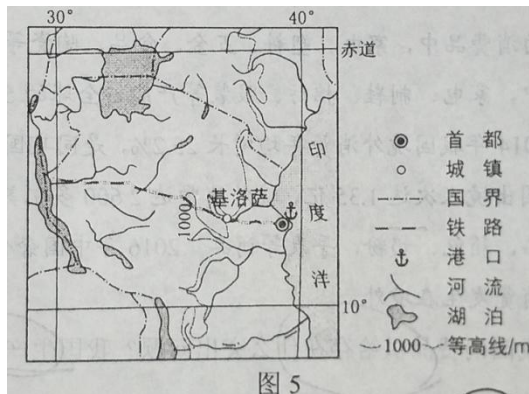 30° 40°
赤道
印
度
洋
基洛萨
1000
10°
首 都
城 镇
国 界
铁 路
港 口
河 流
湖 泊
1000 等高线/m
图 5